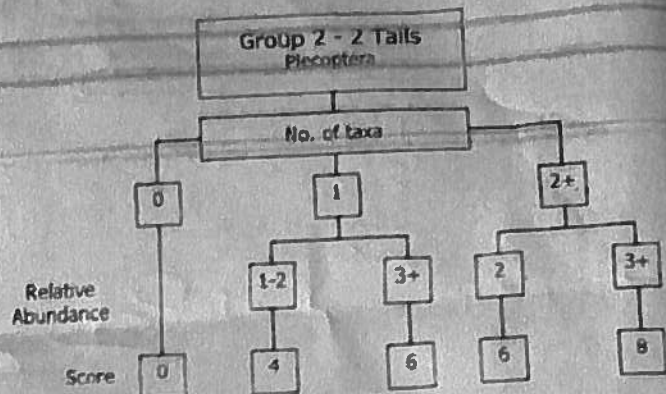 Group 2 - 2 Tails
Plecoptera
No. of taxa
0 1 2+
Relative
Abundance
1-2 3+ 2 3+
Score 0 4 6 6 8